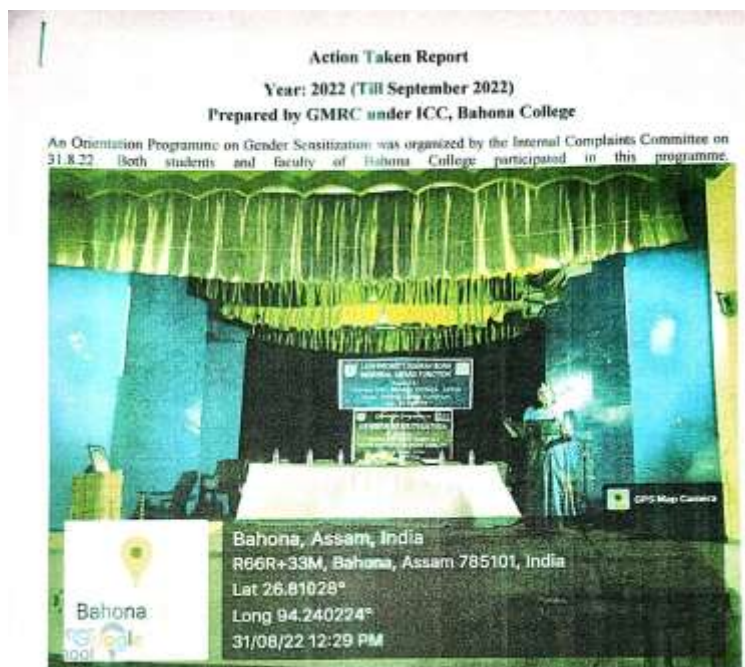 Action Taken Report
Year: 2022 (Till September 2022)
Prepared by GMRC under ICC, Bahona College
An Orientation Programme on Gender Sensitization was organized by the Internal Complaints Committee on
31.8.22 Both students and faculty of Bahona College participated in this programme.
GPS Map Camera
Bahona, Assam, India
R66R+33M, Bahona, Assam 785101, India
Lat 26.81028°
Long 94.240224°
31/08/22 12:29 PM
Bahona
Google